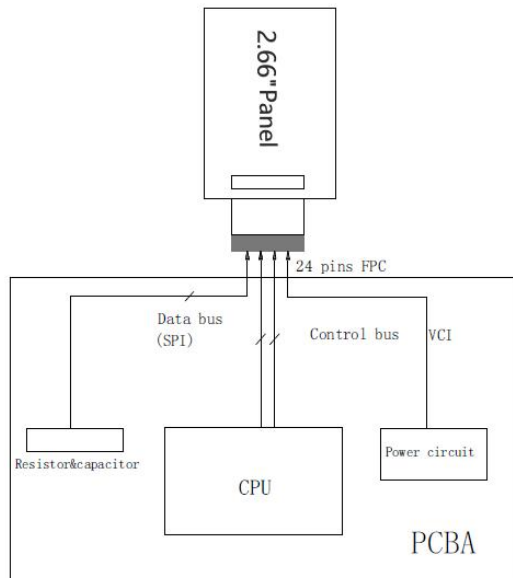 2.66"Panel
24 pins FPC
Data bus
(SPI)
Control bus
VCI
Resistor&capacitor
CPU
Power circuit
PCBA